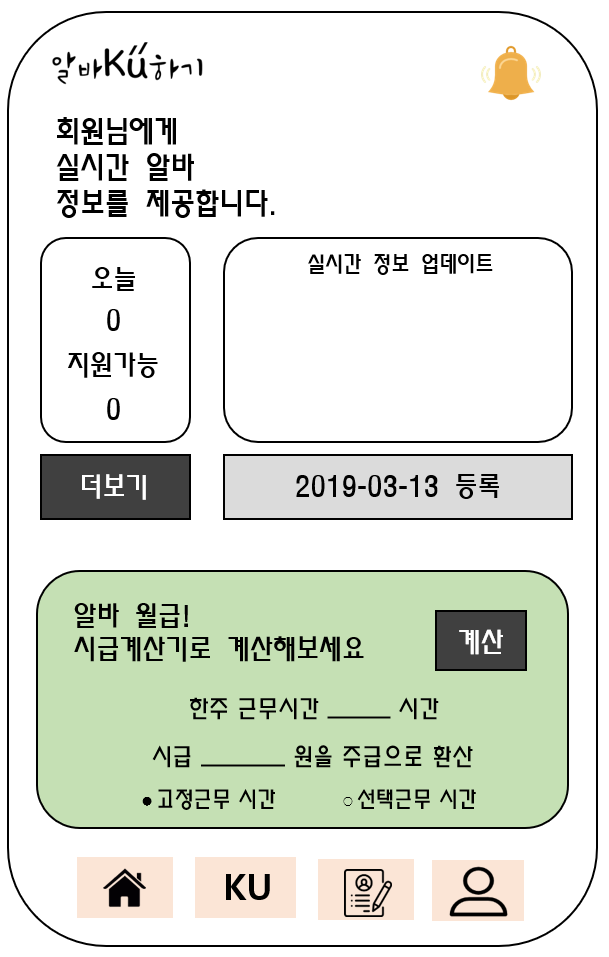 알바Kü하기
회원님에게
실시간 알바
정보를 제공합니다.
오늘
0
지원가능
0
실시간 정보 업데이트
더보기
2019-03-13 등록
알바 월급!
시급계산기로 계산해보세요
계산
한주 근무시간 _____ 시간
시급 _______ 원을 주급으로 환산
●고정근무 시간 ○선택근무 시간
KU